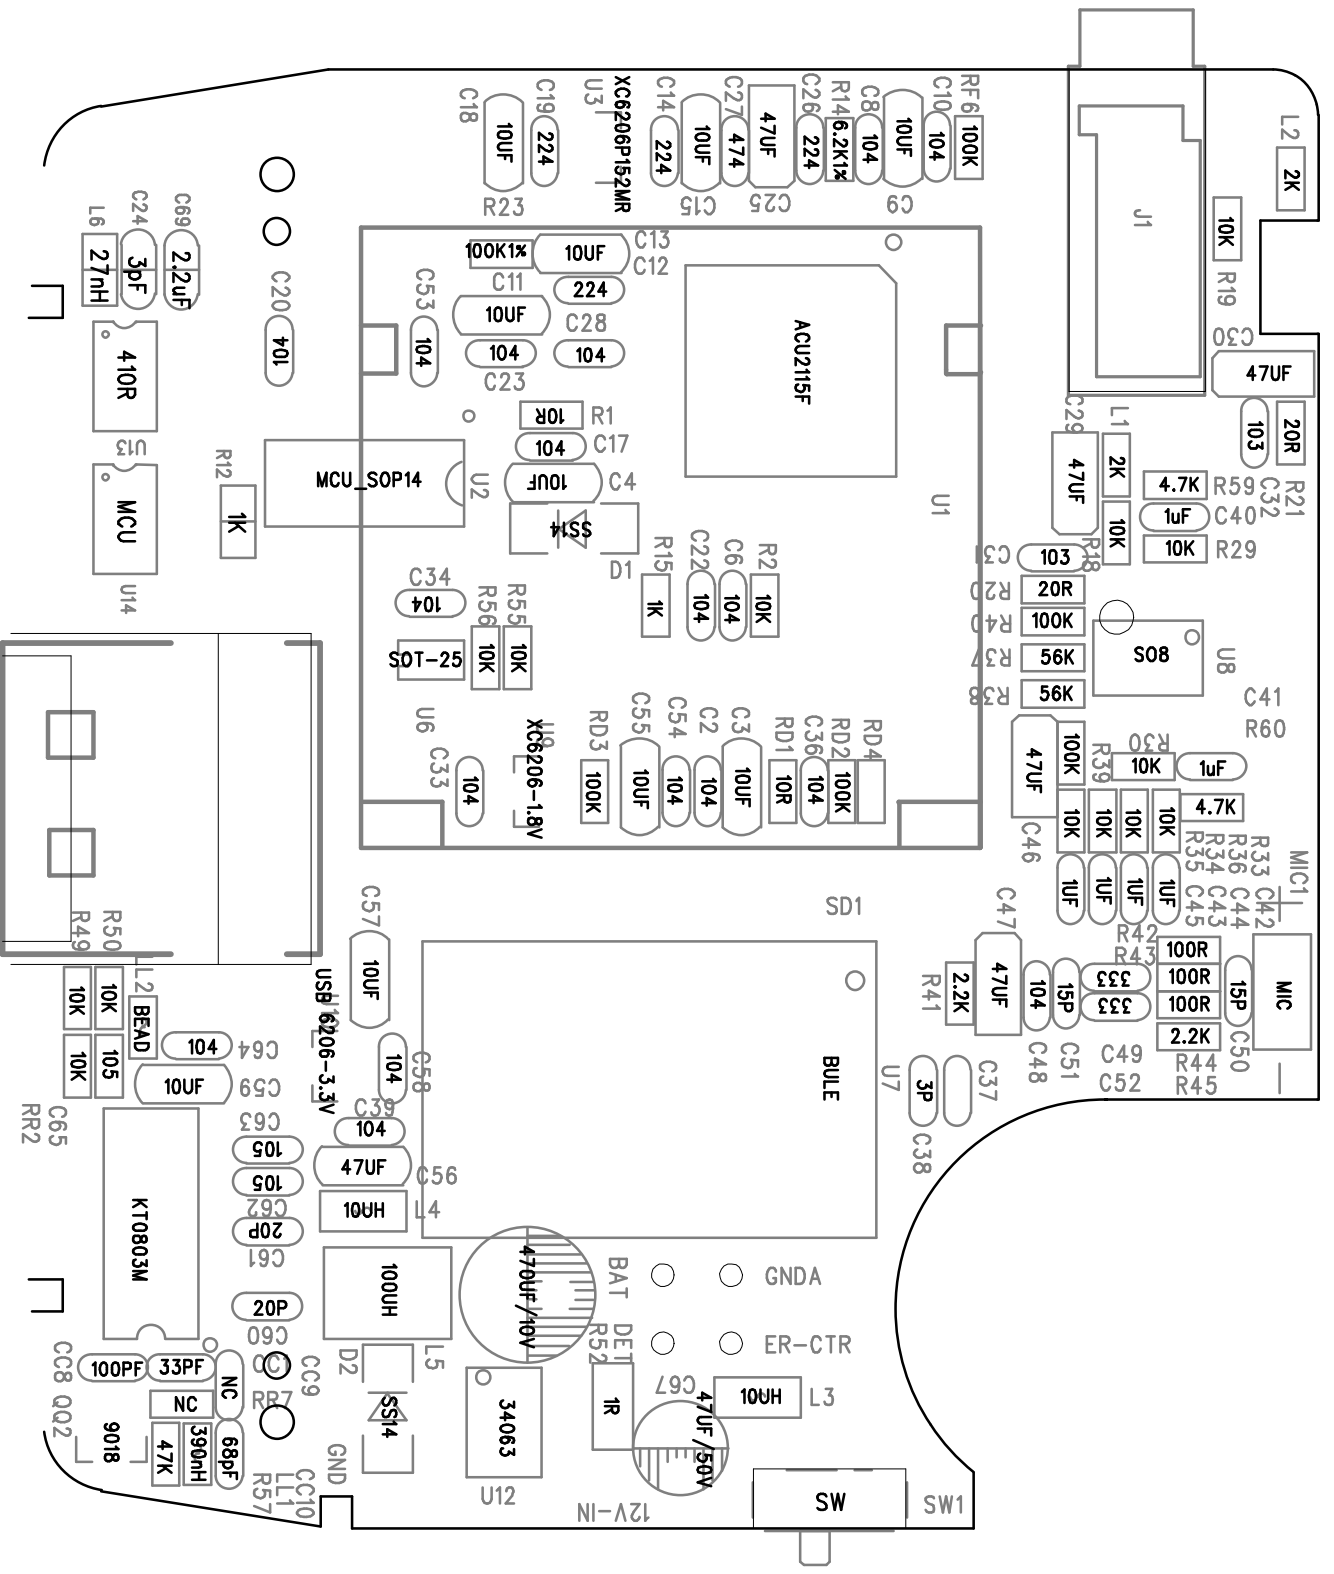 C18
10UF
C19
224
U3
XC6206P152MR
C14
224
10UF
C15
C27
474
47UF
C25
C26
224
R14
6.2K1%
C8
104
10UF
C9
C10
104
RF6
100K
L2
2K
R23
100K1%
10UF
C13
C12
C11
224
10UF
C28
104
104
C23
C53
104
L6
27nH
C24
3pF
C69
2.2uF
C20
104
410R
U13
MCU
U14
R12
1K
MCU_SOP14
U2
10R
R1
104
C17
10UF
C4
SS14
D1
ACU2115F
U1
J1
10K
R19
C30
47UF
103
20R
C32
R21
C29
47UF
L1
2K
10K
R18
4.7K
R59
1uF
C40
10K
R29
C31
103
R20
20R
R40
100K
R37
56K
R38
56K
SO8
U8
C41
R60
C34
104
SOT-25
U6
R56
10K
R55
10K
R15
1K
C22
104
C6
104
R2
10K
C33
104
U9
XC6206-1.8V
RD3
100K
C55
10UF
C54
104
C2
104
C3
10UF
RD1
10R
C36
104
RD2
100K
RD4
47UF
C46
100K
R39
R30
10K
1uF
4.7K
10K
10K
10K
10K
R35
R34
R36
R33
1UF
1UF
1UF
1UF
C45
C43
C44
C42
MIC1
MIC
R42
R43
100R
100R
100R
2.2K
R44
R45
15P
C50
C47
47UF
R41
2.2K
104
C48
15P
C51
333
333
C49
C52
SD1
BULE
U7
3P
C38
C37
R49
R50
10K
10K
10K
105
L2
BEAD
104
C64
10UF
C59
C57
10UF
USB 6206-3.3V
104
C58
C39
104
47UF
C56
10UH
L4
RR2
C65
C63
105
105
C62
20P
C61
20P
C60
KT0803M
100UH
L5
470UF/10V
BAT
GNDA
DET
ER-CTR
R52
1R
C67
47UF/50V
10UH
L3
34063
U12
D2
SS14
GND
12V-IN
SW
SW1
CC8
100PF
33PF
NC
CC9
NC
RR7
QQ2
9018
47K
390nH
68pF
R57
LL1
CC10